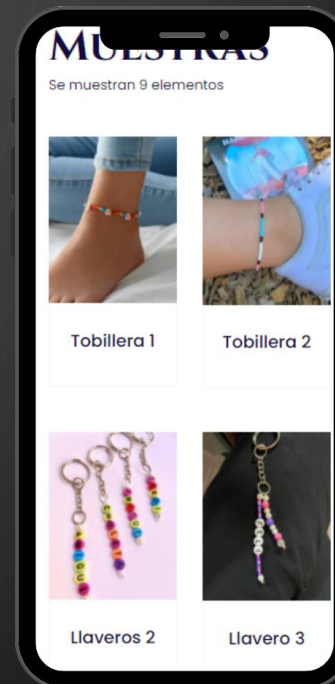 MUESTRAS
Se muestran 9 elementos
Tobillera 1
Tobillera 2
Llaveros 2
Llavero 3